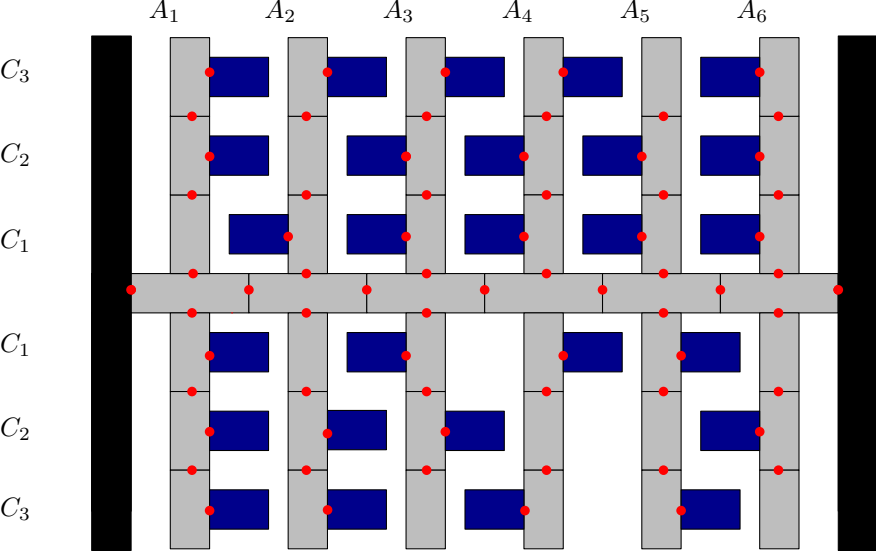 A₁ A₂ A₃ A₄ A₅ A₆
C₃
C₂
C₁
C₁
C₂
C₃